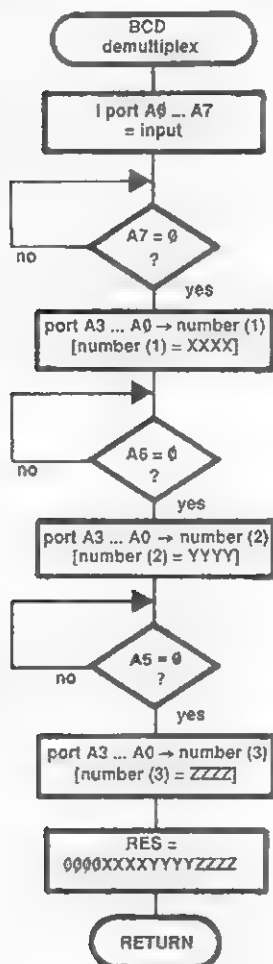 BCD
demultiplex
I port A0 ... A7
= input
A7 = 0
?
no
yes
port A3 ... A0 → number (1)
[number (1) = XXXX]
A6 = 0
?
no
yes
port A3 ... A0 → number (2)
[number (2) = YYYY]
A5 = 0
?
no
yes
port A3 ... A0 → number (3)
[number (3) = ZZZZ]
RES =
0000XXXXYYYYZZZZ
RETURN